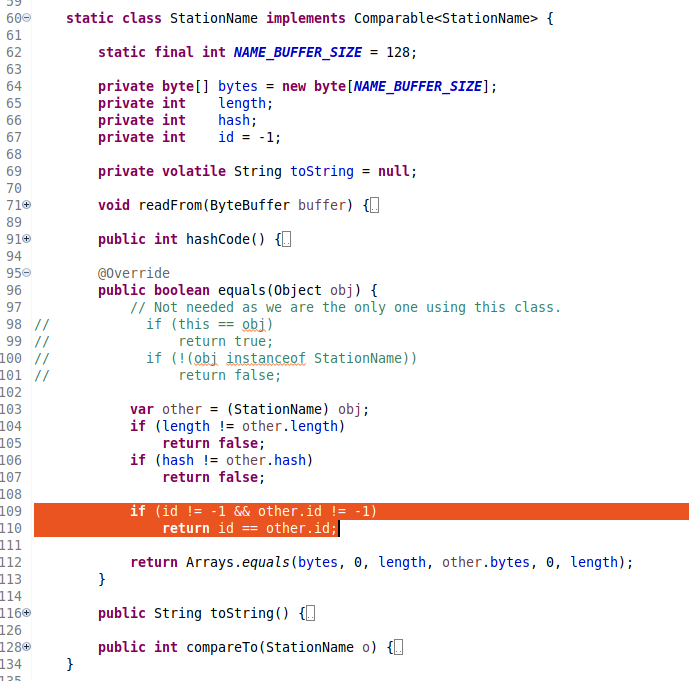 59
60 static class StationName implements Comparable<StationName> {
61
62 static final int NAME_BUFFER_SIZE = 128;
63
64 private byte[] bytes = new byte[NAME_BUFFER_SIZE];
65 private int length;
66 private int hash;
67 private int id = -1;
68
69 private volatile String toString = null;
70
71 void readFrom(ByteBuffer buffer) {
89
91 public int hashCode() {
94
95 @Override
96 public boolean equals(Object obj) {
97 // Not needed as we are the only one using this class.
98 // if (this == obj)
99 // return true;
100 // if (!(obj instanceof StationName))
101 // return false;
102
103 var other = (StationName) obj;
104 if (length != other.length)
105 return false;
106 if (hash != other.hash)
107 return false;
108
109 if (id != -1 && other.id != -1)
110 return id == other.id;
111
112 return Arrays.equals(bytes, 0, length, other.bytes, 0, length);
113 }
114
116 public String toString() {
126
128 public int compareTo(StationName o) {
134 }
135